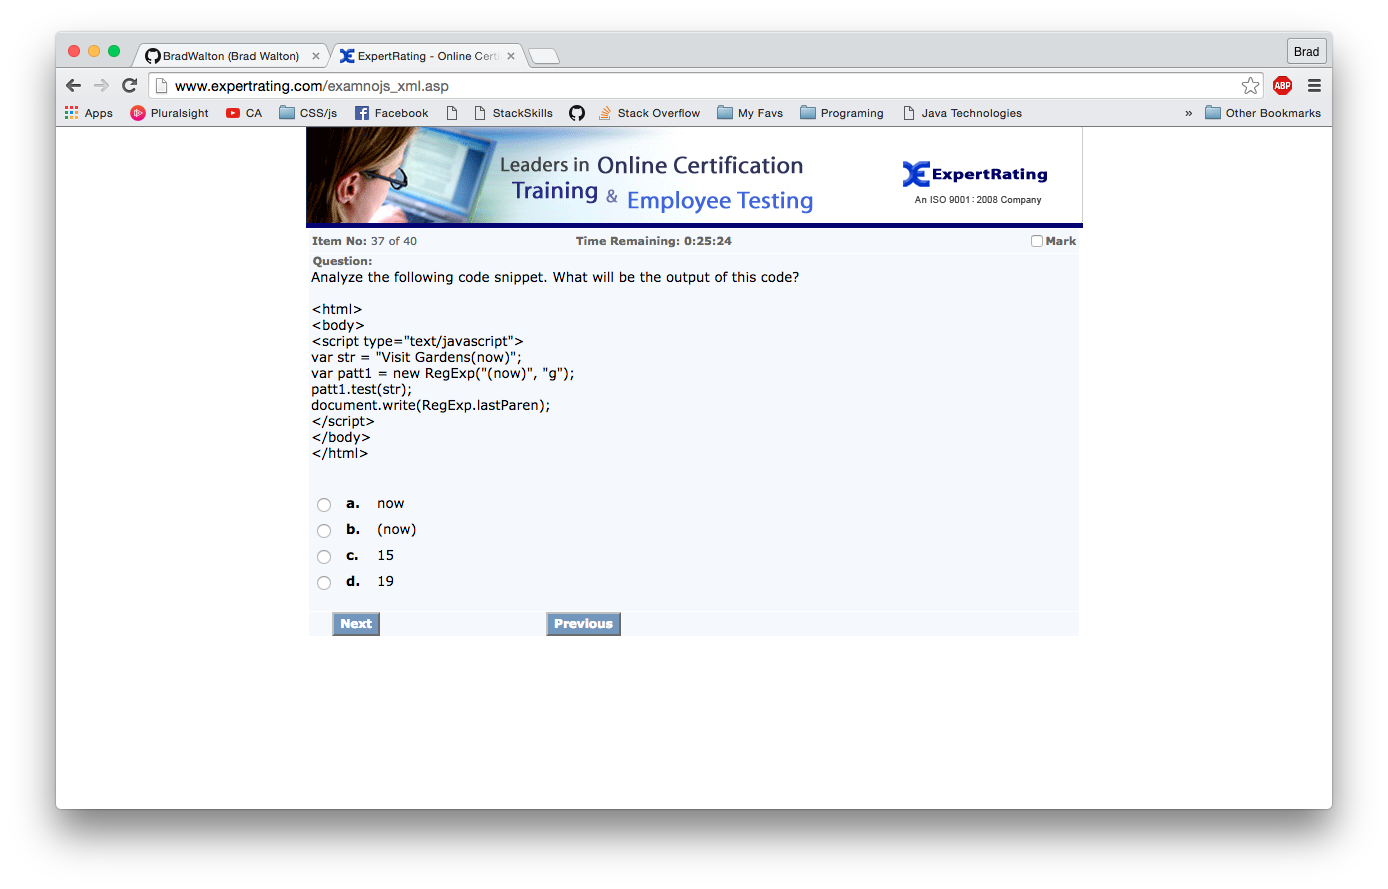 BradWalton (Brad Walton)
ExpertRating - Online Certi
Brad
www.expertrating.com/examnojs_xml.asp
ABP
Apps
Pluralsight
CA
CSS/js
Facebook
StackSkills
Stack Overflow
My Favs
Programing
Java Technologies
»
Other Bookmarks
Leaders in Online Certification
Training & Employee Testing
ExpertRating
An ISO 9001: 2008 Company
Item No: 37 of 40
Time Remaining: 0:25:24
Mark
Question:
Analyze the following code snippet. What will be the output of this code?
<html>
<body>
<script type="text/javascript">
var str = "Visit Gardens(now)";
var patt1 = new RegExp("(now)", "g");
patt1.test(str);
document.write(RegExp.lastParen);
</script>
</body>
</html>
a. now
b. (now)
c. 15
d. 19
Next
Previous